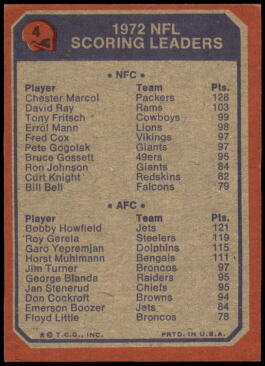 4
1972 NFL
SCORING LEADERS
• NFC •
Player Team Pts.
Chester Marcol Packers 128
David Ray Rams 103
Tony Fritsch Cowboys 99
Errol Mann Lions 98
Fred Cox Vikings 97
Pete Gogolak Giants 97
Bruce Gossett 49ers 95
Ron Johnson Giants 84
Curt Knight Redskins 82
Bill Bell Falcons 79
• AFC •
Player Team Pts.
Bobby Howfield Jets 121
Roy Gerela Steelers 119
Garo Yepremjan Dolphins 115
Horst Muhlmann Bengals 111
Jim Turner Broncos 97
George Blanda Raiders 95
Jan Stenerud Chiefs 95
Don Cockroft Browns 94
Emerson Boozer Jets 84
Floyd Little Broncos 78
*© T.C.G., INC. PRTD. IN U.S.A.